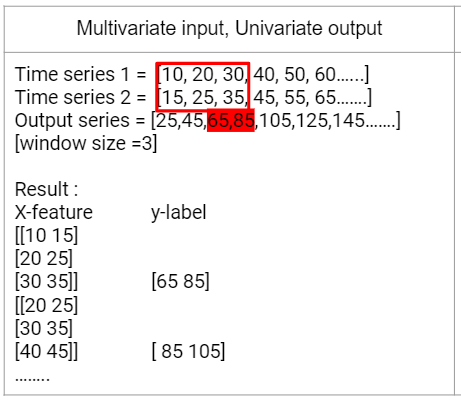 Multivariate input, Univariate output
Time series 1 = [10, 20, 30, 40, 50, 60......]
Time series 2 = [15, 25, 35, 45, 55, 65.......]
Output series = [25,45,65,85,105,125,145.......]
[window size =3]
Result :
X-feature y-label
[[10 15]
[20 25]
[30 35]] [65 85]
[[20 25]
[30 35]
[40 45]] [ 85 105]
........